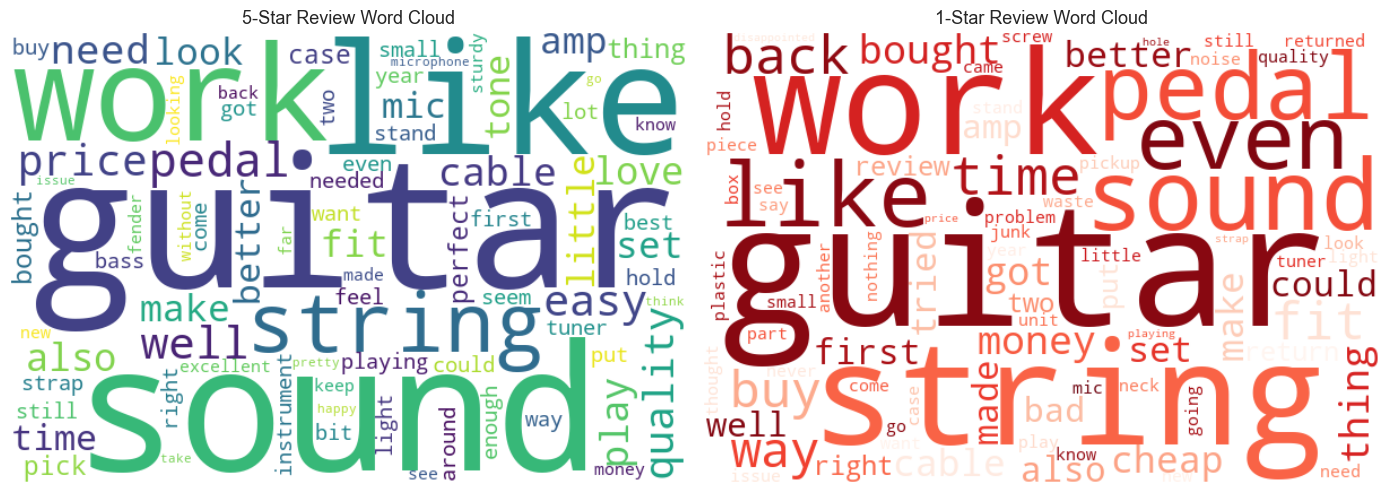 5-Star Review Word Cloud
buy
need
look
case
small
microphone
sturdy
amp
thing
work
like
looking
got
back
two
year
mic
stand
tone
go
lot
know
price
pedal
issue
even
needed
cable
little
love
guitar
bought
fender
without
come
better
want
far
fit
perfect
first
best
set
bass
made
hold
make
feel
seem
easy
think
new
well
string
tuner
quality
also
excellent
pretty
playing
could
put
strap
right
instrument
keep
happy
bit
light
around
enough
way
play
still
time
pick
take
sound
see
money
1-Star Review Word Cloud
disappointed
back
bought
came
screw
better
hole
still
noise
returned
quality
hold
piece
work
stand
amp
pedal
even
like
review
time
pickup
sound
box
see
say
waste
price
problem
junk
year
strap
guitar
plastic
small
another
nothing
tried
got
two
unit
little
put
look
tuner
light
could
part
first
money
made
playing
set
make
fit
return
thought
never
buy
come
case
string
mic
neck
bad
going
thing
well
go
want
play
know
way
right
issue
cable
also
cheap
new
need